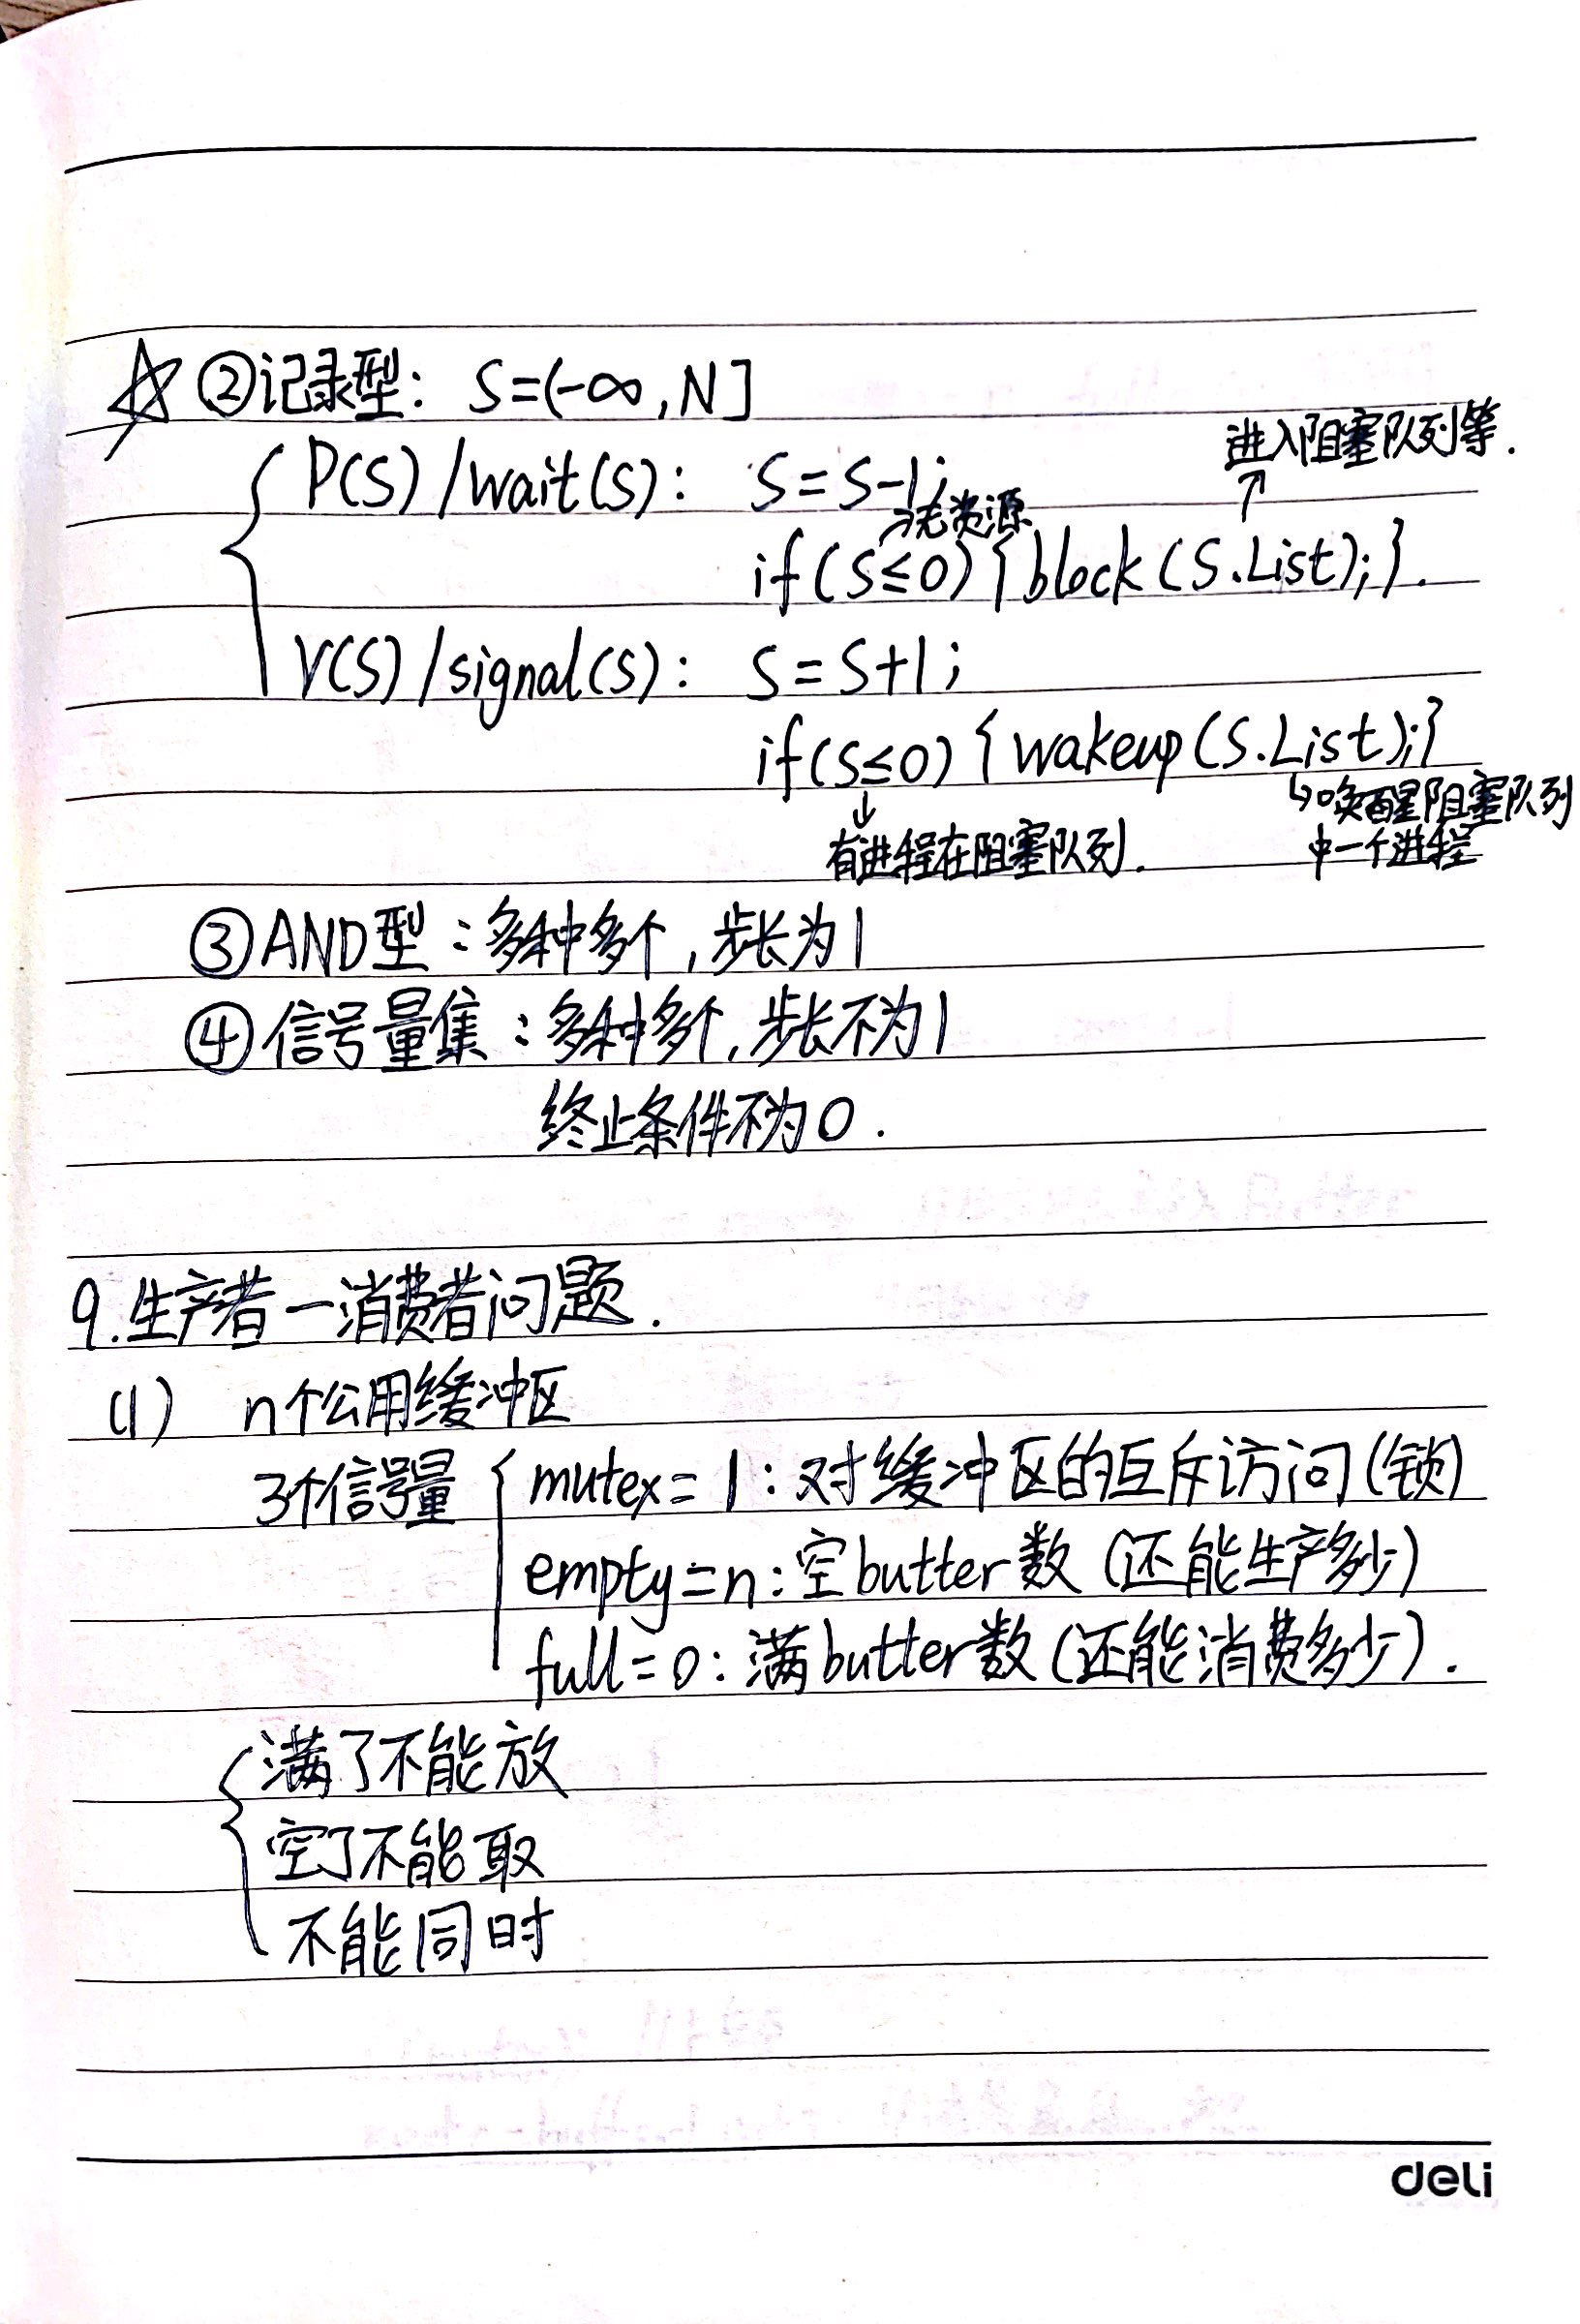 ☆ ②记录型: S=(-∞,N]
进入阻塞队列等.
P(S)/wait(S): S=S-1;
→无资源
if(S≤0){block(S.List);}.
V(S)/signal(S): S=S+1;
if(S≤0){wakeup(S.List);}
↓ ↳唤醒阻塞队列
有进程在阻塞队列. 中一个进程
③AND型:多种多个,步长为1
④信号量集:多种多个,步长不为1
终止条件不为0.
9.生产者-消费者问题.
(1) n个公用缓冲区
3个信号量 mutex=1:对缓冲区的互斥访问(锁)
empty=n:空butter数(还能生产多少)
full=0:满butter数(还能消费多少).
满了不能放
空了不能取
不能同时
deli